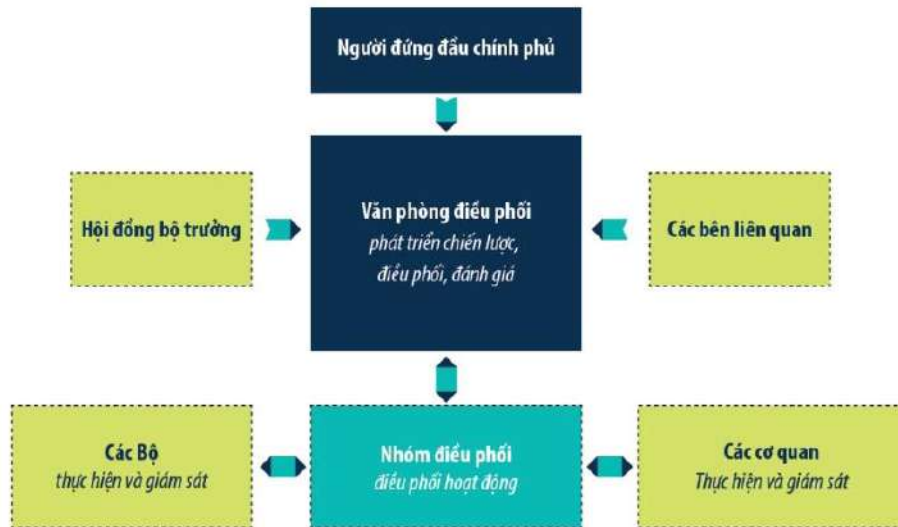 Người đứng đầu chính phủ
Hội đồng bộ trưởng
Văn phòng điều phối
phát triển chiến lược,
điều phối, đánh giá
Các bên liên quan
Các Bộ
thực hiện và giám sát
Nhóm điều phối
điều phối hoạt động
Các cơ quan
Thực hiện và giám sát